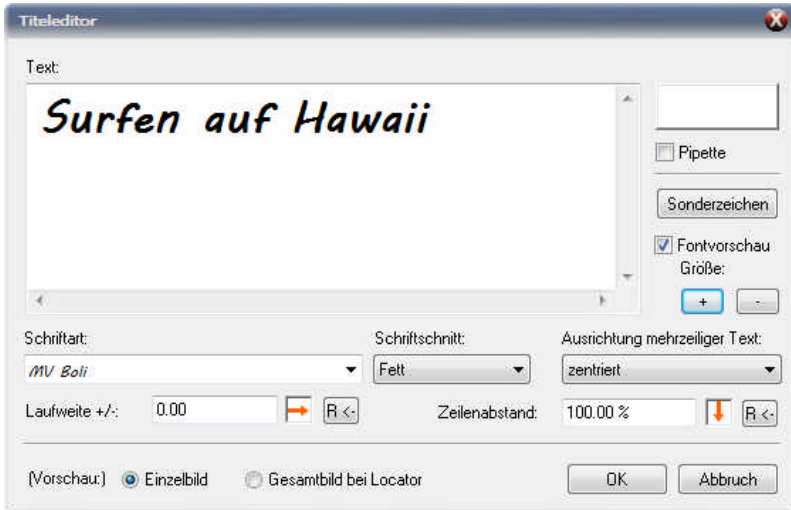 Titeleditor
Text:
Surfen auf Hawaii
Pipette
Sonderzeichen
Fontvorschau
Größe:
+ -
Schriftart: Schriftschnitt: Ausrichtung mehrzeiliger Text:
MV Boli Fett zentriert
Laufweite +/-: 0.00 R <- Zeilenabstand: 100.00 % R <-
(Vorschau:) Einzelbild Gesamtbild bei Locator OK Abbruch